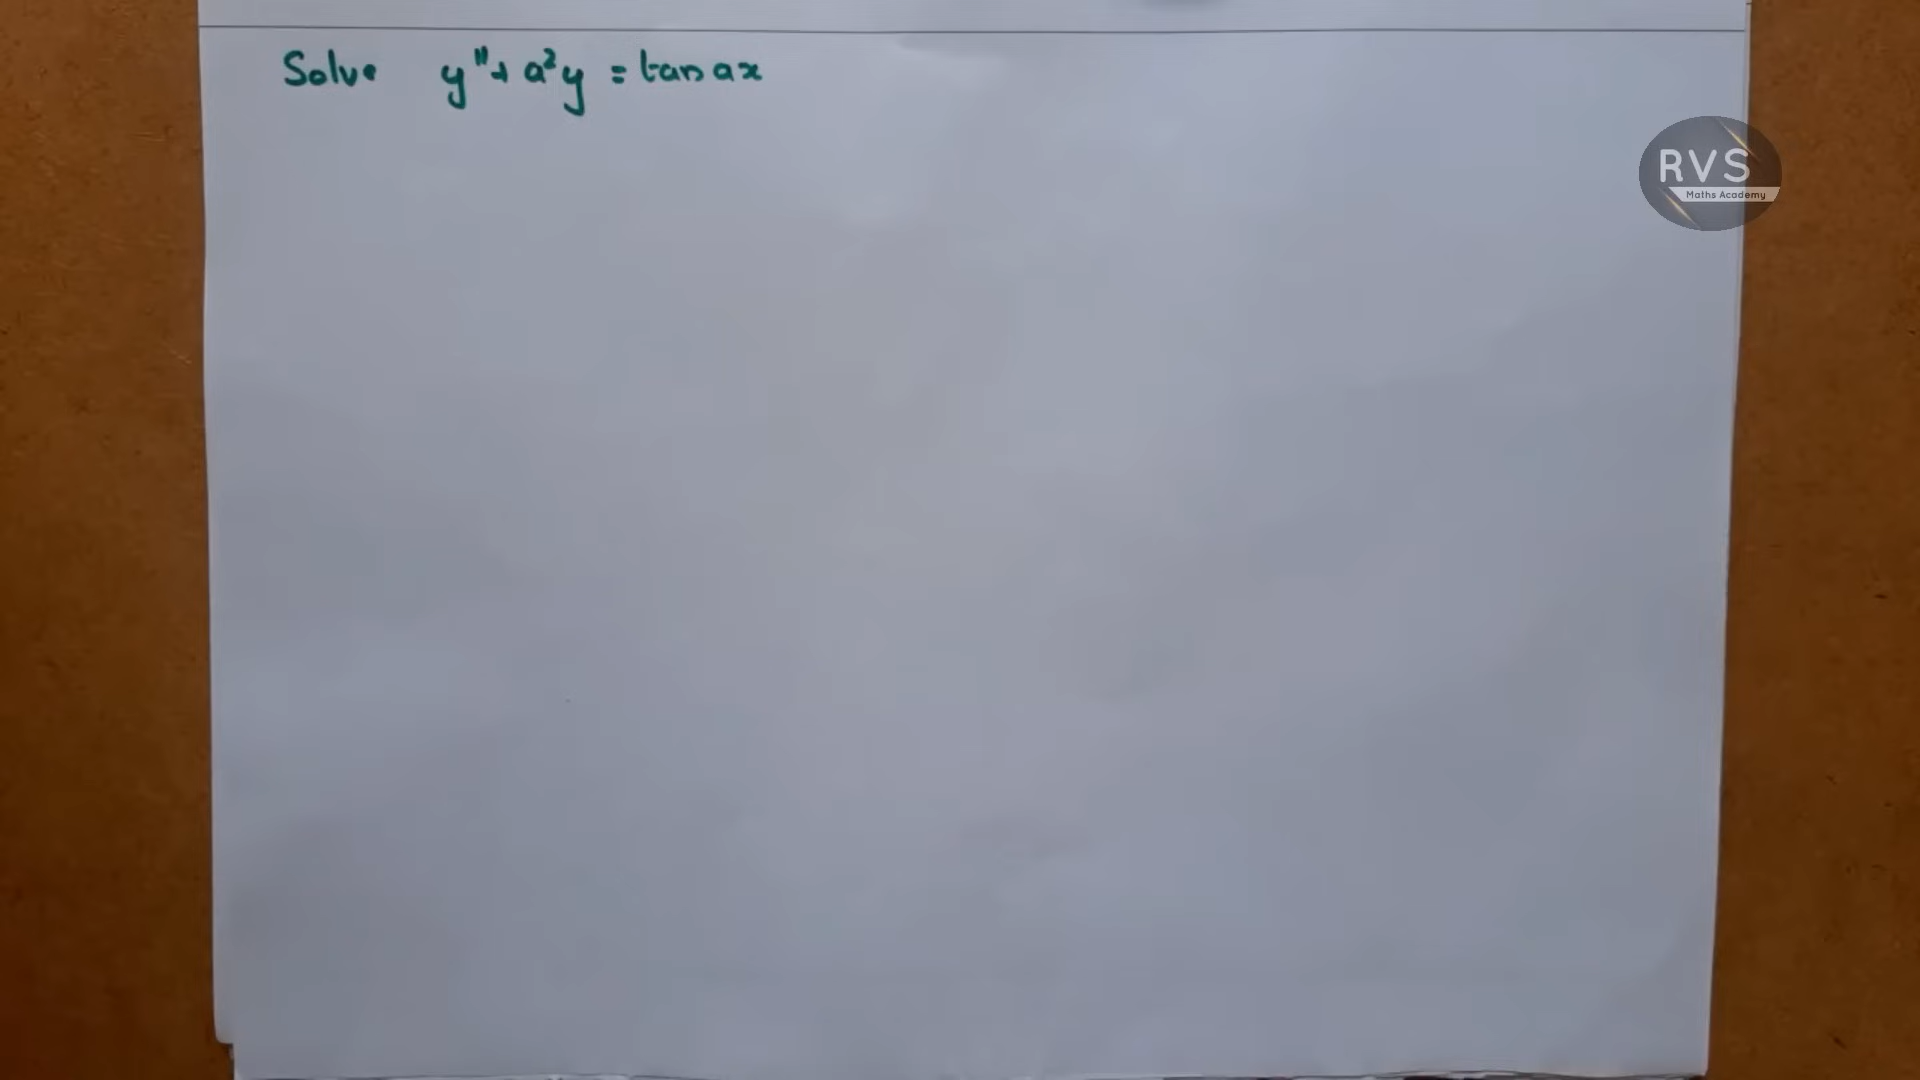 Solve y" + a²y = tan ax
RVS
Maths Academy